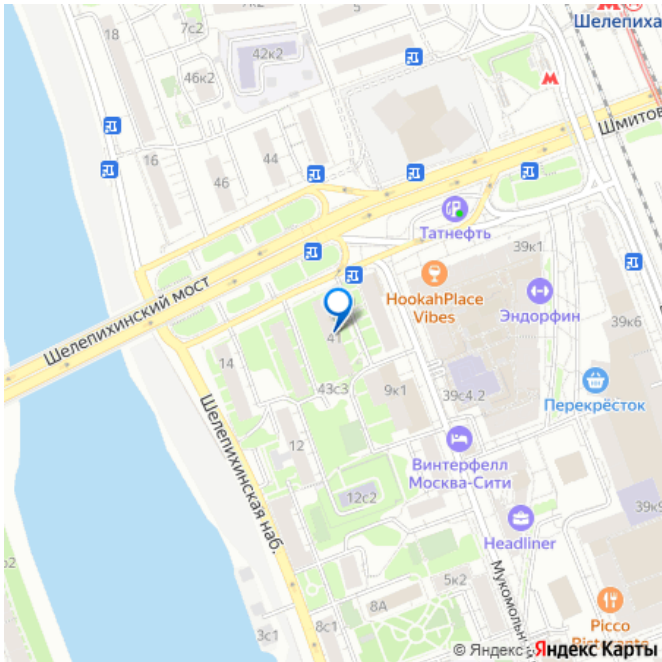 5
7с2
18
Шелепиха
42к2
46к2
Шмитов
16
44
46
Татнефть
39к1
HookahPlace
Vibes
Эндорфин
Шелепихинский мост
39к6
41
14
43с3
9к1
39с4.2
Перекрёсток
Шелепихинская наб.
12
Винтерфелл
Москва-Сити
12с2
39к9
Headliner
Мукомольн
5к2
8А
8с1
3с1
Picco
Ristorante
© Яндекс Яндекс Карты